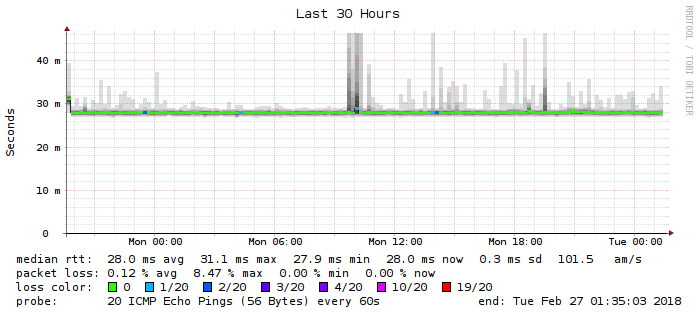 Last 30 Hours
RRDTOOL / TOBI OETIKER
Seconds
40 m
30 m
20 m
10 m
0
Mon 00:00 Mon 06:00 Mon 12:00 Mon 18:00 Tue 00:00
median rtt: 28.0 ms avg 31.1 ms max 27.9 ms min 28.0 ms now 0.3 ms sd 101.5 am/s
packet loss: 0.12 % avg 8.47 % max 0.00 % min 0.00 % now
loss color: 0 1/20 2/20 3/20 4/20 10/20 19/20
probe: 20 ICMP Echo Pings (56 Bytes) every 60s end: Tue Feb 27 01:35:03 2018